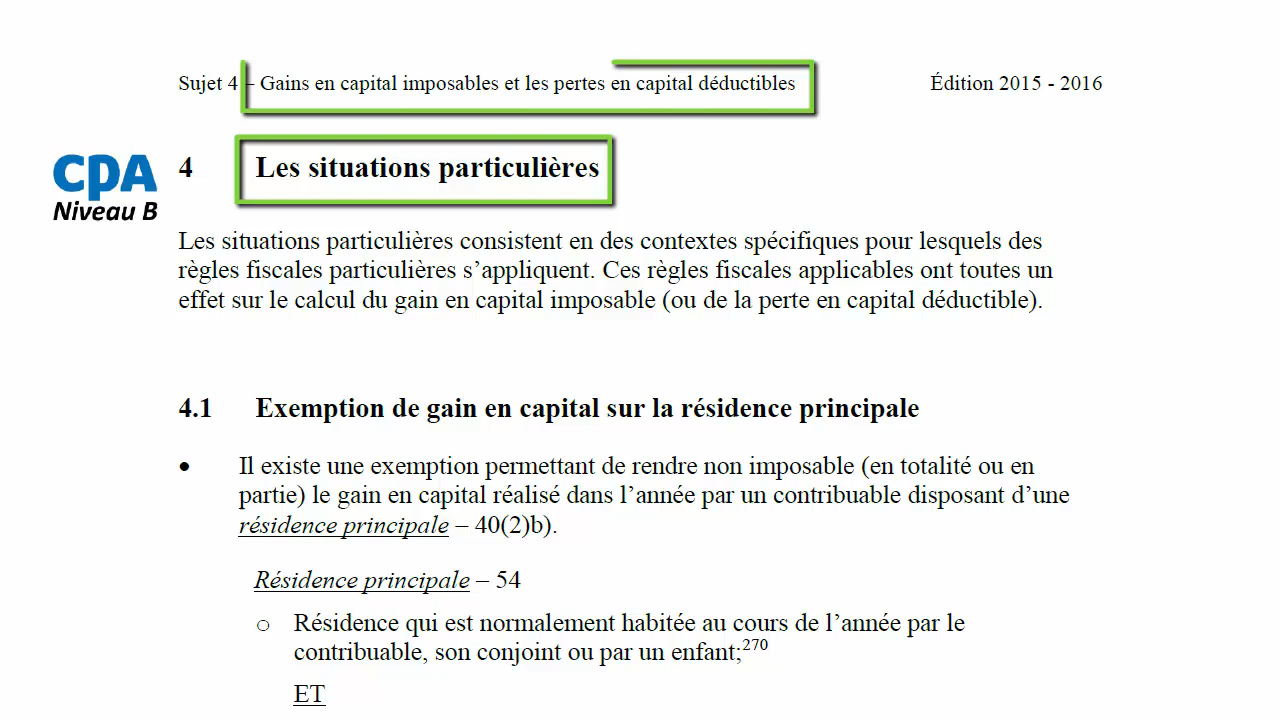 Sujet 4 – Gains en capital imposables et les pertes en capital déductibles Édition 2015 - 2016
CPA
Niveau B
4 Les situations particulières
Les situations particulières consistent en des contextes spécifiques pour lesquels des
règles fiscales particulières s’appliquent. Ces règles fiscales applicables ont toutes un
effet sur le calcul du gain en capital imposable (ou de la perte en capital déductible).
4.1 Exemption de gain en capital sur la résidence principale
• Il existe une exemption permettant de rendre non imposable (en totalité ou en
partie) le gain en capital réalisé dans l’année par un contribuable disposant d’une
résidence principale – 40(2)b).
Résidence principale – 54
o Résidence qui est normalement habitée au cours de l’année par le
contribuable, son conjoint ou par un enfant;270
ET